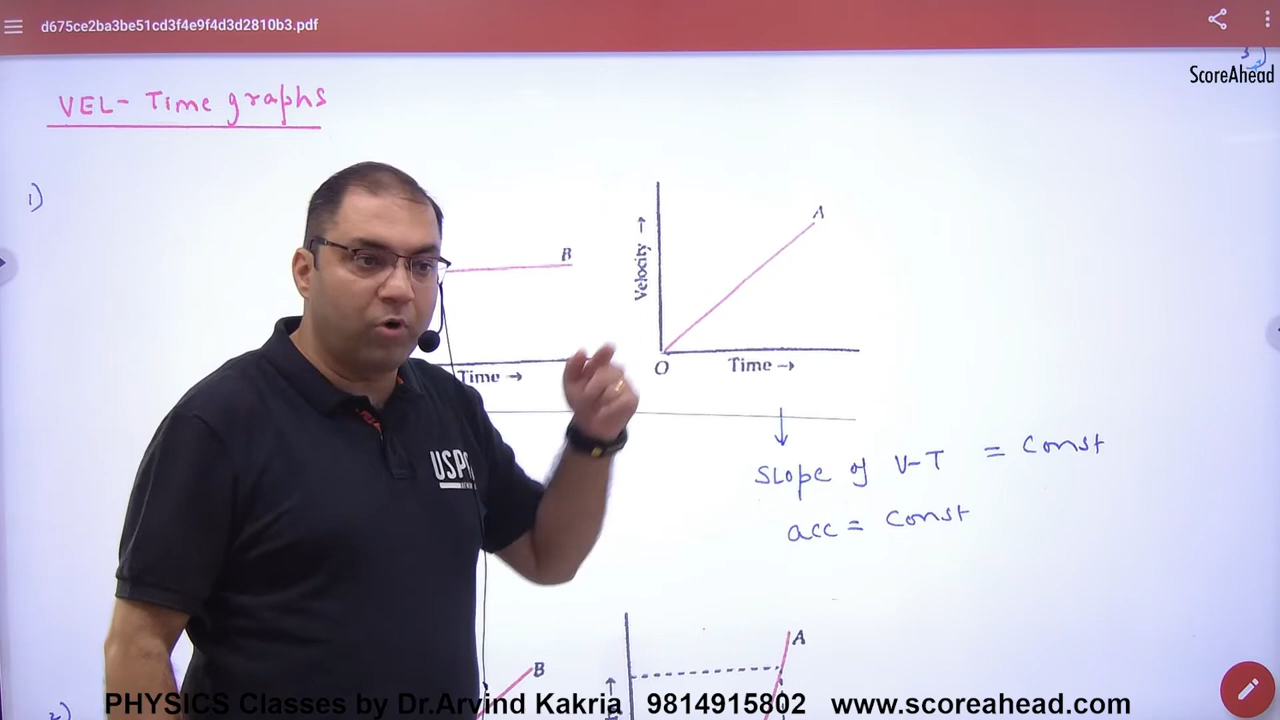 d675ce2ba3be51cd3f4e9f4d3d2810b3.pdf
ScoreAhead
VEL- Time graphs
1)
B
Time →
Velocity →
A
O
Time →
Slope of V-T = Const
acc = Const
USP
B
A
2)
PHYSICS Classes by Dr.Arvind Kakria 9814915802 www.scoreahead.com